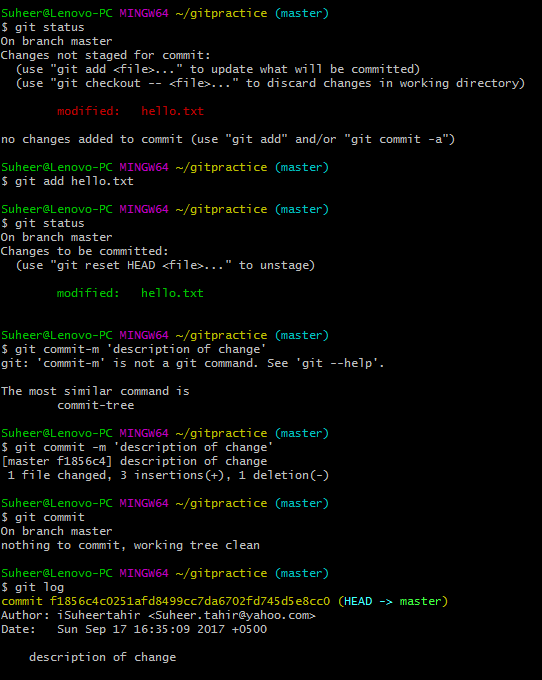 Suheer@Lenovo-PC MINGW64 ~/gitpractice (master)
$ git status
On branch master
Changes not staged for commit:
  (use "git add <file>..." to update what will be committed)
  (use "git checkout -- <file>..." to discard changes in working directory)

        modified:   hello.txt

no changes added to commit (use "git add" and/or "git commit -a")

Suheer@Lenovo-PC MINGW64 ~/gitpractice (master)
$ git add hello.txt

Suheer@Lenovo-PC MINGW64 ~/gitpractice (master)
$ git status
On branch master
Changes to be committed:
  (use "git reset HEAD <file>..." to unstage)

        modified:   hello.txt


Suheer@Lenovo-PC MINGW64 ~/gitpractice (master)
$ git commit-m 'description of change'
git: 'commit-m' is not a git command. See 'git --help'.

The most similar command is
        commit-tree

Suheer@Lenovo-PC MINGW64 ~/gitpractice (master)
$ git commit -m 'description of change'
[master f1856c4] description of change
 1 file changed, 3 insertions(+), 1 deletion(-)

Suheer@Lenovo-PC MINGW64 ~/gitpractice (master)
$ git commit
On branch master
nothing to commit, working tree clean

Suheer@Lenovo-PC MINGW64 ~/gitpractice (master)
$ git log
commit f1856c4c0251afd8499cc7da6702fd745d5e8cc0 (HEAD -> master)
Author: iSuheertahir <Suheer.tahir@yahoo.com>
Date:   Sun Sep 17 16:35:09 2017 +0500

    description of change